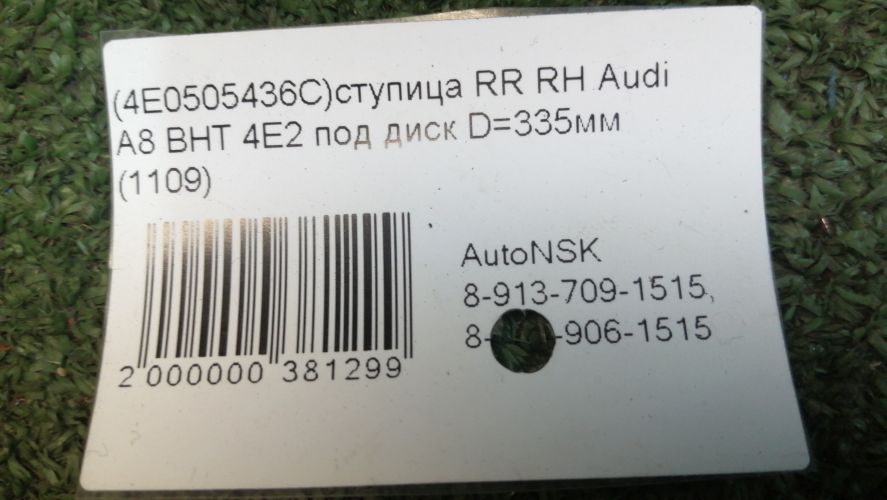 (4E0505436C)ступица RR RH Audi
A8 BHT 4E2 под диск D=335мм
(1109)
2 000000 381299
AutoNSK
8-913-709-1515,
8- -906-1515